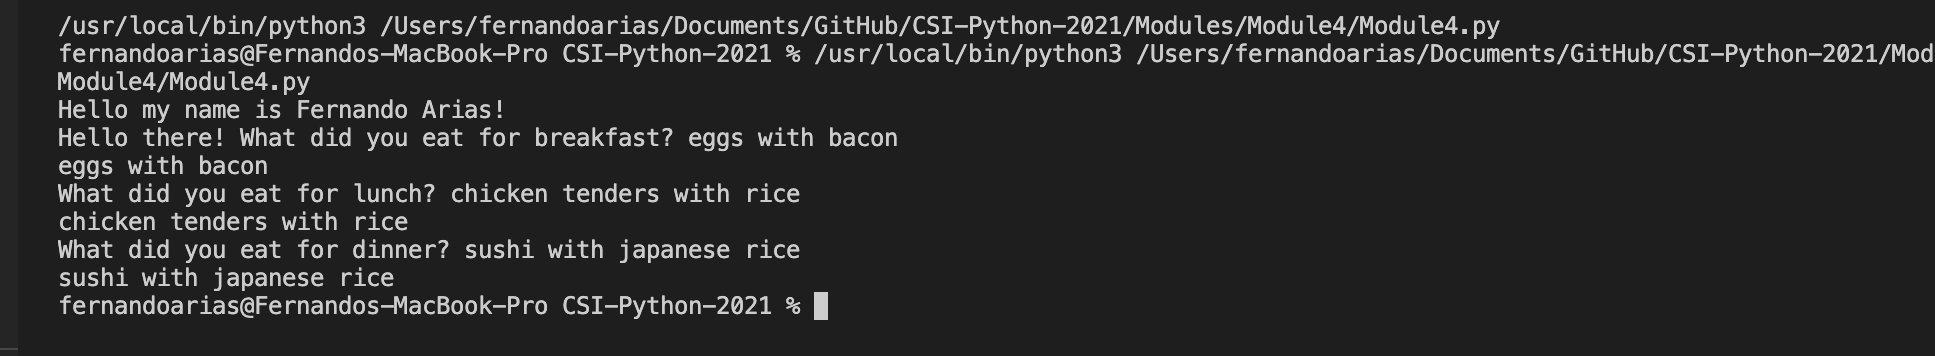 /usr/local/bin/python3 /Users/fernandoarias/Documents/GitHub/CSI-Python-2021/Modules/Module4/Module4.py
fernandoarias@Fernandos-MacBook-Pro CSI-Python-2021 % /usr/local/bin/python3 /Users/fernandoarias/Documents/GitHub/CSI-Python-2021/Mod
Module4/Module4.py
Hello my name is Fernando Arias!
Hello there! What did you eat for breakfast? eggs with bacon
eggs with bacon
What did you eat for lunch? chicken tenders with rice
chicken tenders with rice
What did you eat for dinner? sushi with japanese rice
sushi with japanese rice
fernandoarias@Fernandos-MacBook-Pro CSI-Python-2021 %